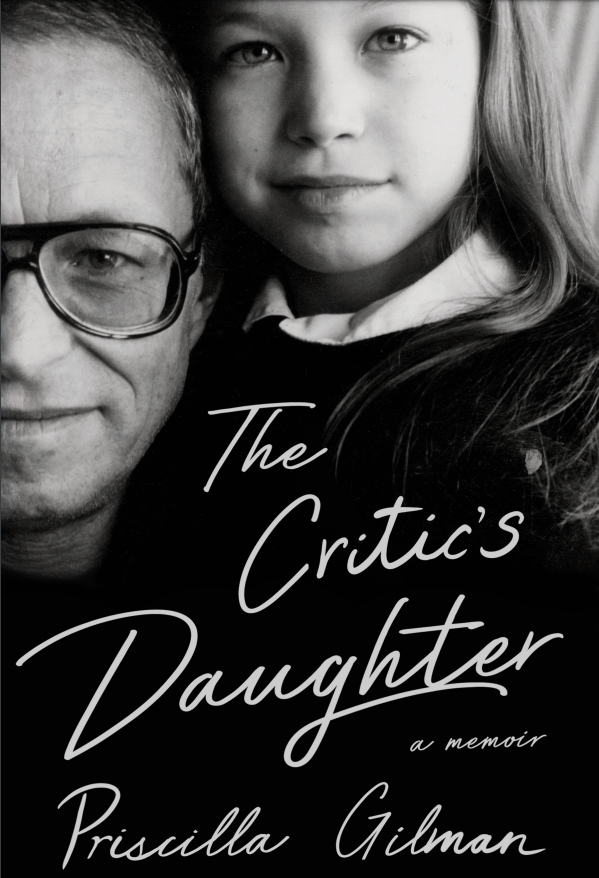 The
Critic's
Daughter
a memoir
Priscilla Gilman